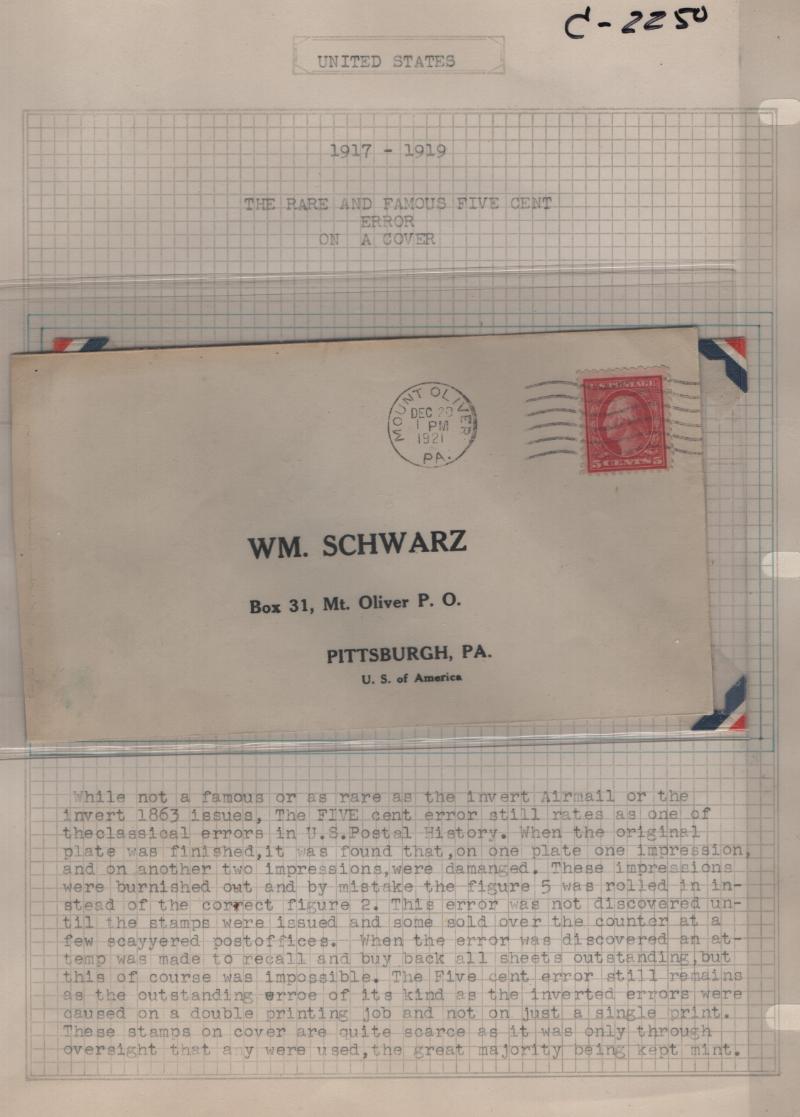 C-2250
UNITED STATES
1917 - 1919
THE RARE AND FAMOUS FIVE CENT
ERROR
ON A COVER
MOUNT OLIVER
DEC 20
1 PM
1921
PA.
U.S. POSTAGE
5 CENTS 5
WM. SCHWARZ
Box 31, Mt. Oliver P. O.
PITTSBURGH, PA.
U. S. of America
While not a famous or as rare as the invert Airmail or the
invert 1863 issues, The FIVE cent error still rates as one of
theclassical errors in U.S.Postal History. When the original
plate was finished,it was found that,on one plate one impression,
and on another two impressions,were damanged. These impressions
were burnished out and by mistake the figure 5 was rolled in in-
stead of the correct figure 2. This error was not discovered un-
til the stamps were issued and some sold over the counter at a
few scayyered postoffices. When the error was discovered an at-
temp was made to recall and buy back all sheets outstanding,but
this of course was impossible. The Five cent error still remains
as the outstanding erroe of its kind as the inverted errors were
caused on a double printing job and not on just a single print.
These stamps on cover are quite scarce as it was only through
oversight that any were used,the great majority being kept mint.